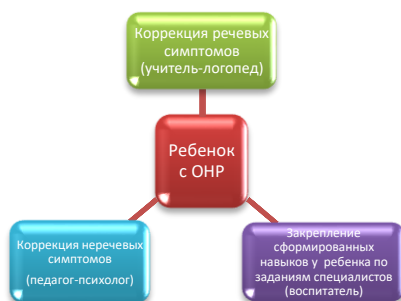 Коррекция речевых
симптомов
(учитель-логопед)
Ребенок
с ОНР
Коррекция неречевых
симптомов
(педагог-психолог)
Закрепление
сформированных
навыков у  ребенка по
заданиям специалистов
(воспитатель)